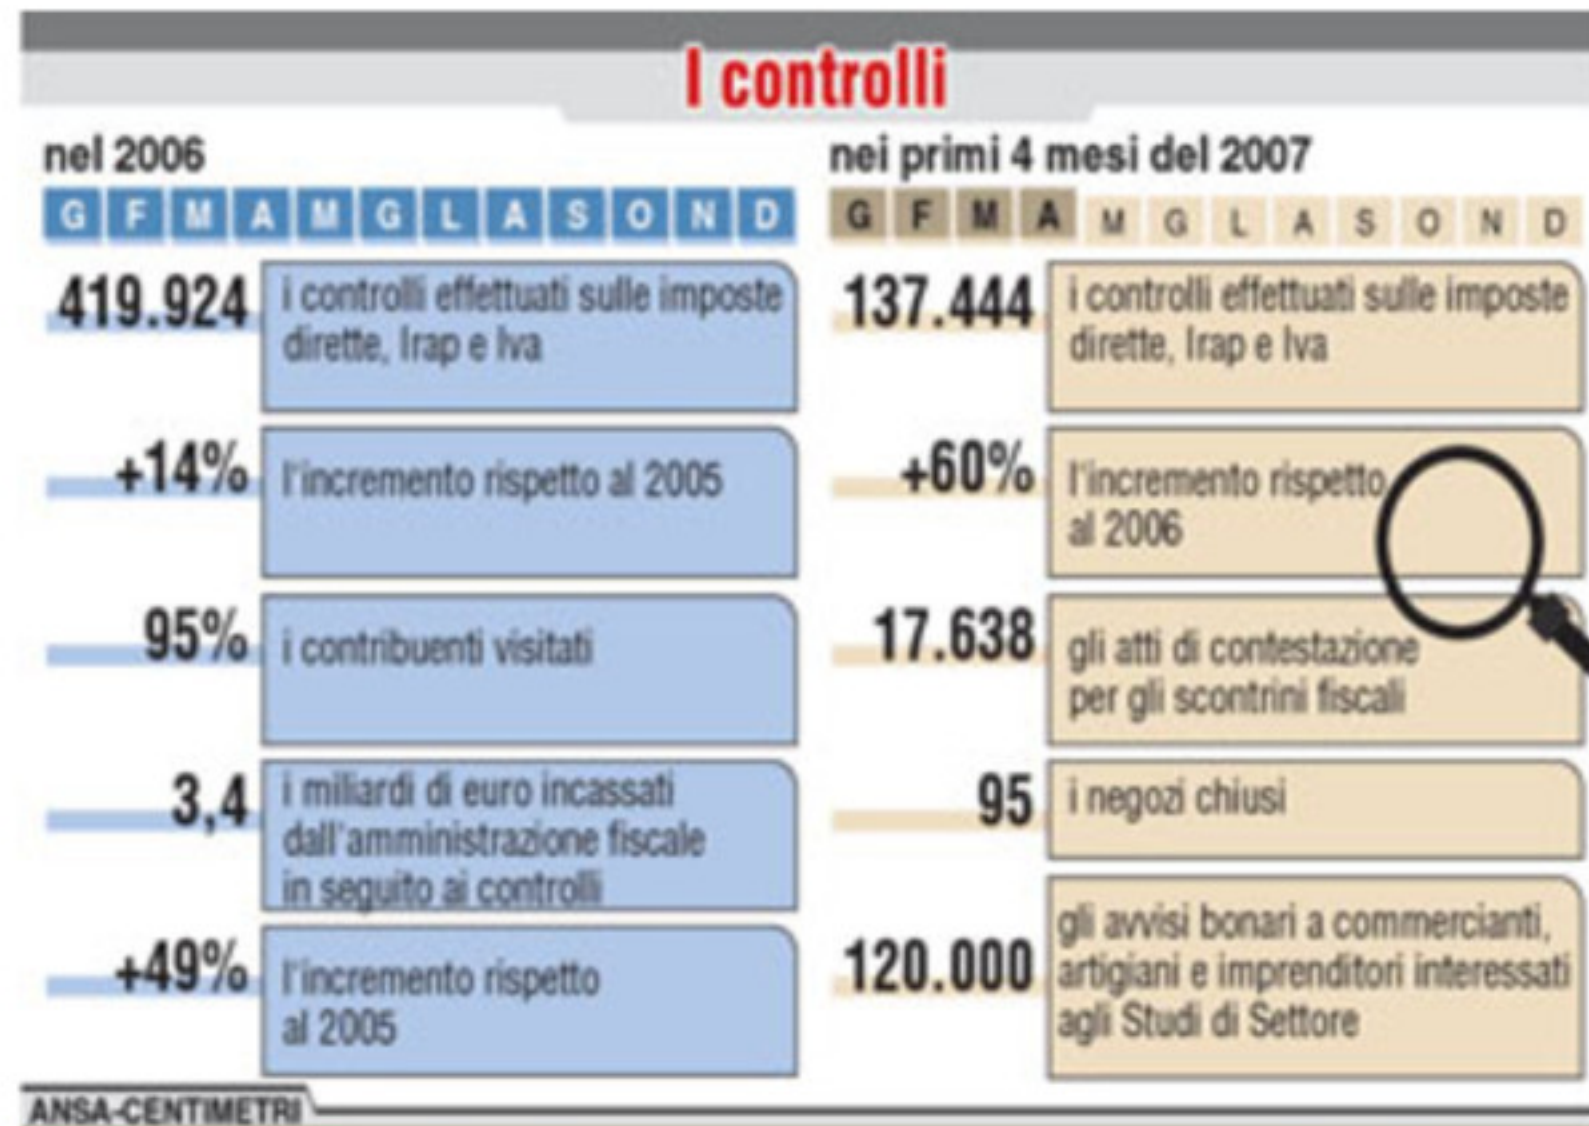 I controlli
nel 2006
G F M A M G L A S O N D
419.924
i controlli effettuati sulle imposte
dirette, Irap e Iva
+14%
l'incremento rispetto al 2005
95%
i contribuenti visitati
3,4
i miliardi di euro incassati
dall'amministrazione fiscale
in seguito ai controlli
+49%
l'incremento rispetto
al 2005
nei primi 4 mesi del 2007
G F M A M G L A S O N D
137.444
i controlli effettuati sulle imposte
dirette, Irap e Iva
+60%
l'incremento rispetto
al 2006
17.638
gli atti di contestazione
per gli scontrini fiscali
95
i negozi chiusi
120.000
gli avvisi bonari a commercianti,
artigiani e imprenditori interessati
agli Studi di Settore
ANSA-CENTIMETRI